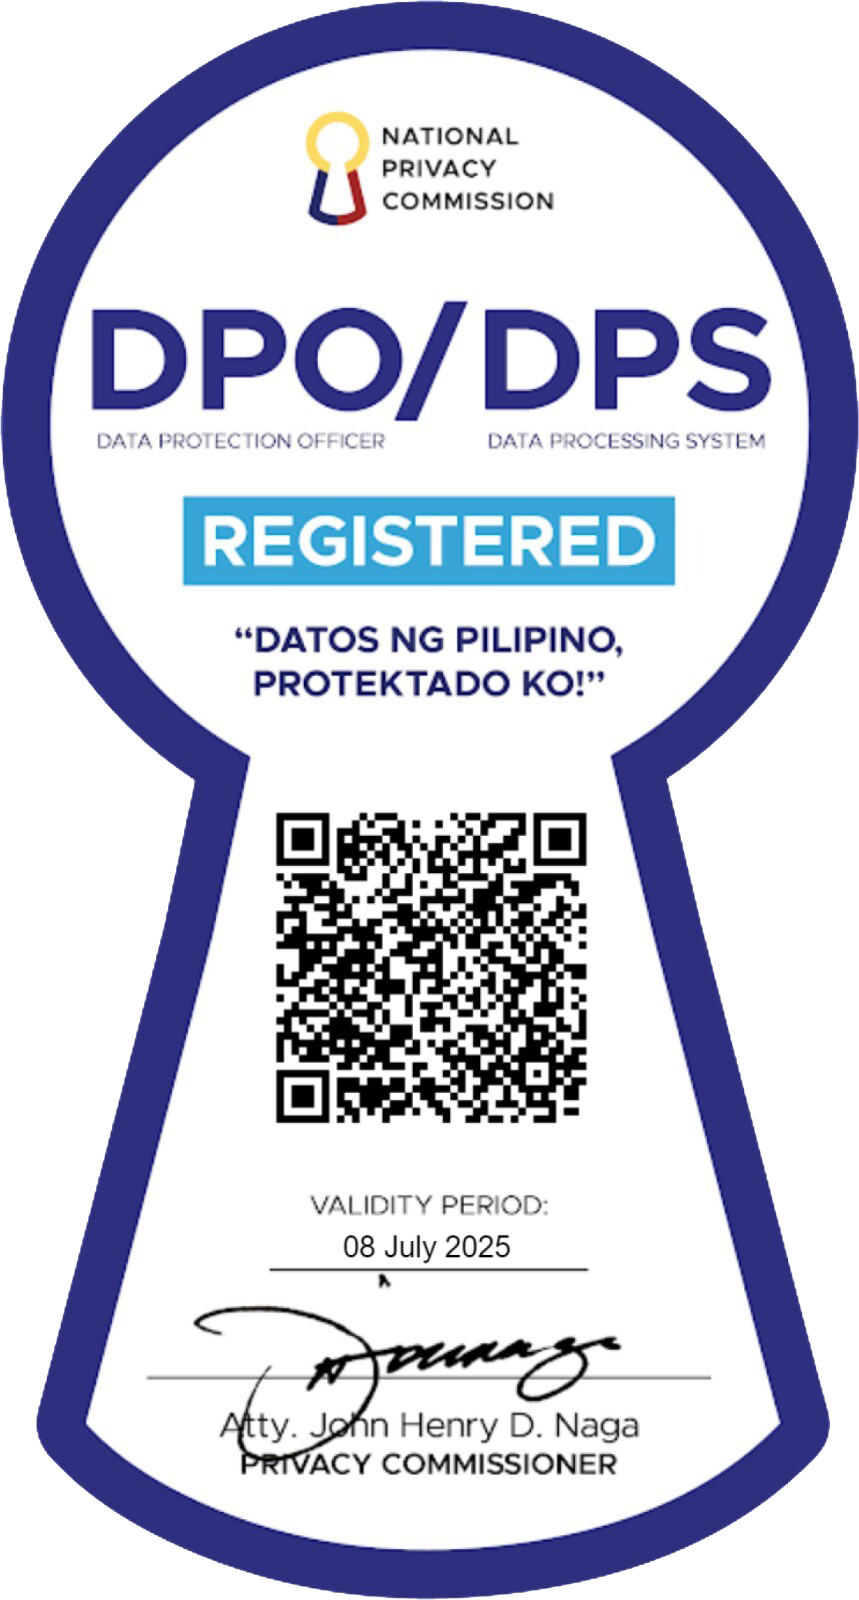 NATIONAL
PRIVACY
COMMISSION
DPO/DPS
DATA PROTECTION OFFICER DATA PROCESSING SYSTEM
REGISTERED
“DATOS NG PILIPINO,
PROTEKTADO KO!”
VALIDITY PERIOD:
08 July 2025
Atty. John Henry D. Naga
PRIVACY COMMISSIONER